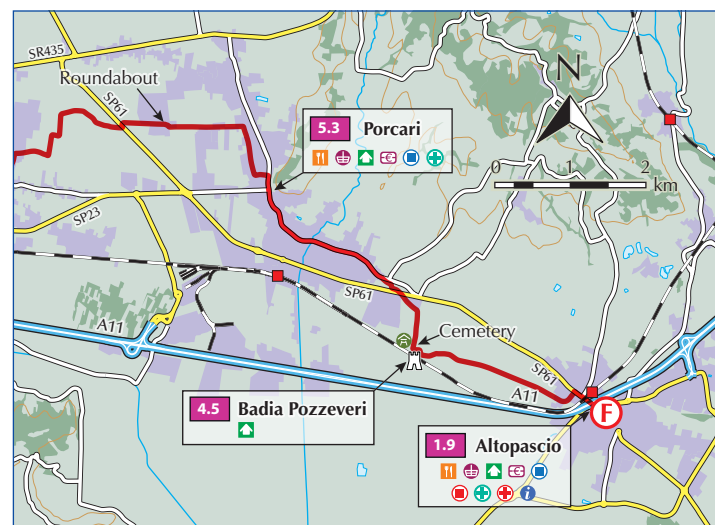 SR435
Roundabout
SP61
5.3 Porcari
N
0 1 2
km
SP23
SP61
A11
Cemetery
SP61
A11
F
4.5 Badia Pozzeveri
1.9 Altopascio
€
€
i